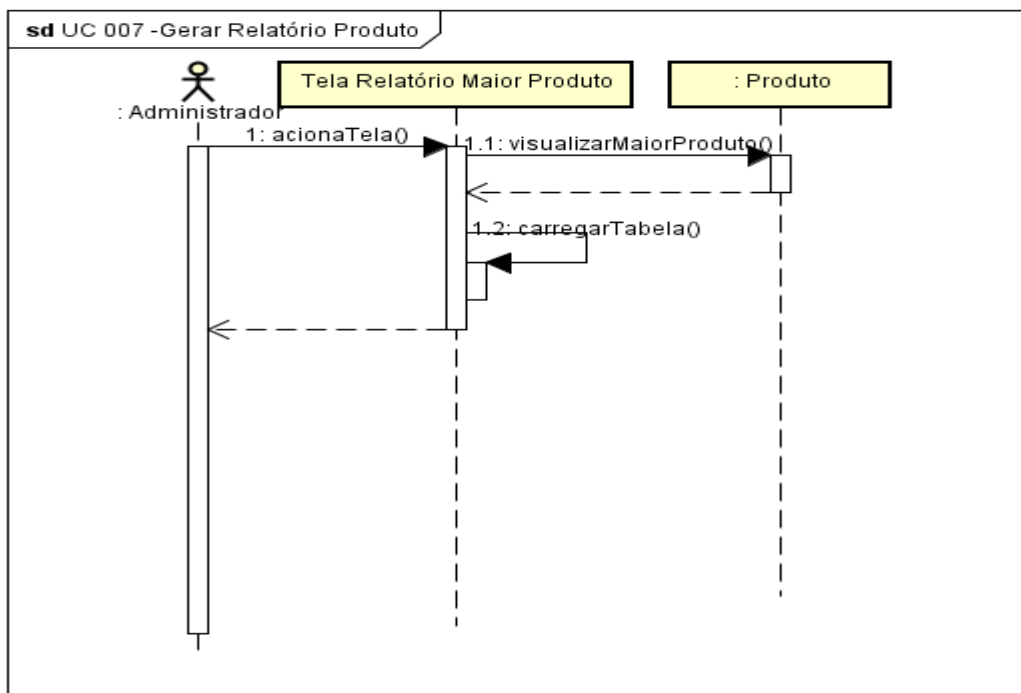 sd UC 007 -Gerar Relatório Produto
: Administrador
Tela Relatório Maior Produto
: Produto
1: acionaTela()
1.1: visualizarMaiorProduto()
1.2: carregarTabela()